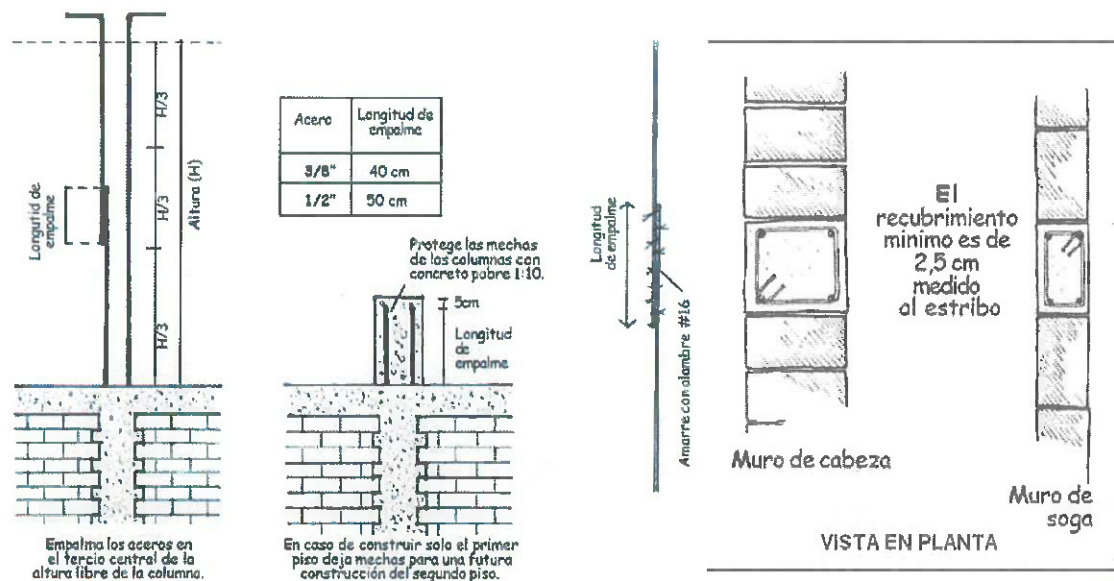 H/3
H/3
H/3
Altura (H)
Longutid de
empalme
Empalma los aceros en
el tercio central de la
altura libre de la columna.
Acero
Longitud de
empalme
3/8" 40 cm
1/2" 50 cm
Protege las mechas
de las columnas con
concreto pobre 1:10.
5cm
Longitud
de
empalme
En caso de construir solo el primer
piso deja mechas para una futura
construcción del segundo piso.
Longitud
de empalme
Amarre con alambre #16
El
recubrimiento
mínimo es de
2,5 cm
medido
al estribo
Muro de cabeza
Muro de
soga
VISTA EN PLANTA